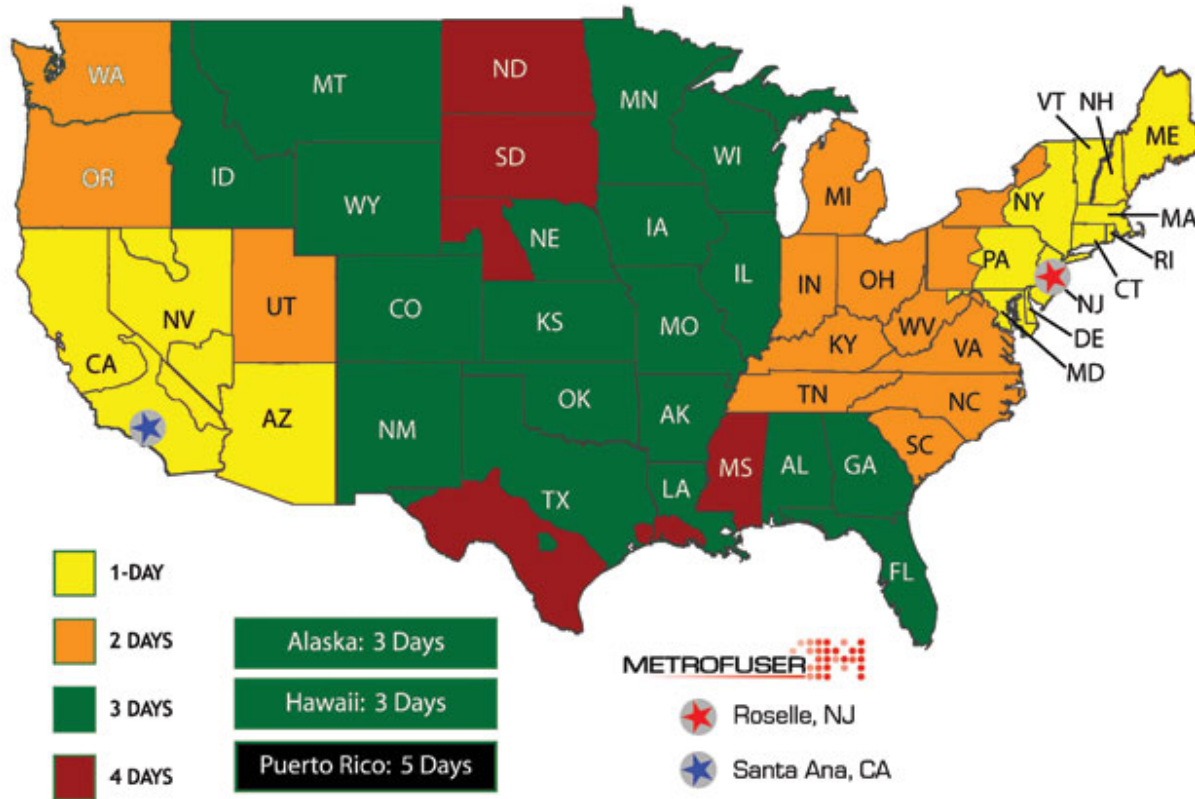 WA
MT
ND
MN
VT
NH
ME
OR
ID
SD
WI
MI
NY
MA
WY
IA
NE
PA
RI
CT
NV
UT
CO
IL
IN
OH
NJ
KS
MO
WV
DE
CA
KY
VA
MD
AZ
NM
OK
AK
TN
NC
SC
TX
LA
MS
AL
GA
FL
1-DAY
2 DAYS
3 DAYS
4 DAYS
Alaska: 3 Days
Hawaii: 3 Days
Puerto Rico: 5 Days
METROFUSER
Roselle, NJ
Santa Ana, CA